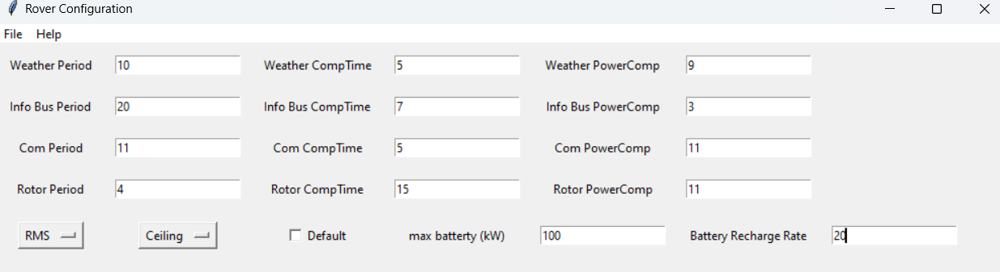 Rover Configuration
File Help
Weather Period 10 Weather CompTime 5 Weather PowerComp 9
Info Bus Period 20 Info Bus CompTime 7 Info Bus PowerComp 3
Com Period 11 Com CompTime 5 Com PowerComp 11
Rotor Period 4 Rotor CompTime 15 Rotor PowerComp 11
RMS Ceiling Default max batterty (kW) 100 Battery Recharge Rate 20